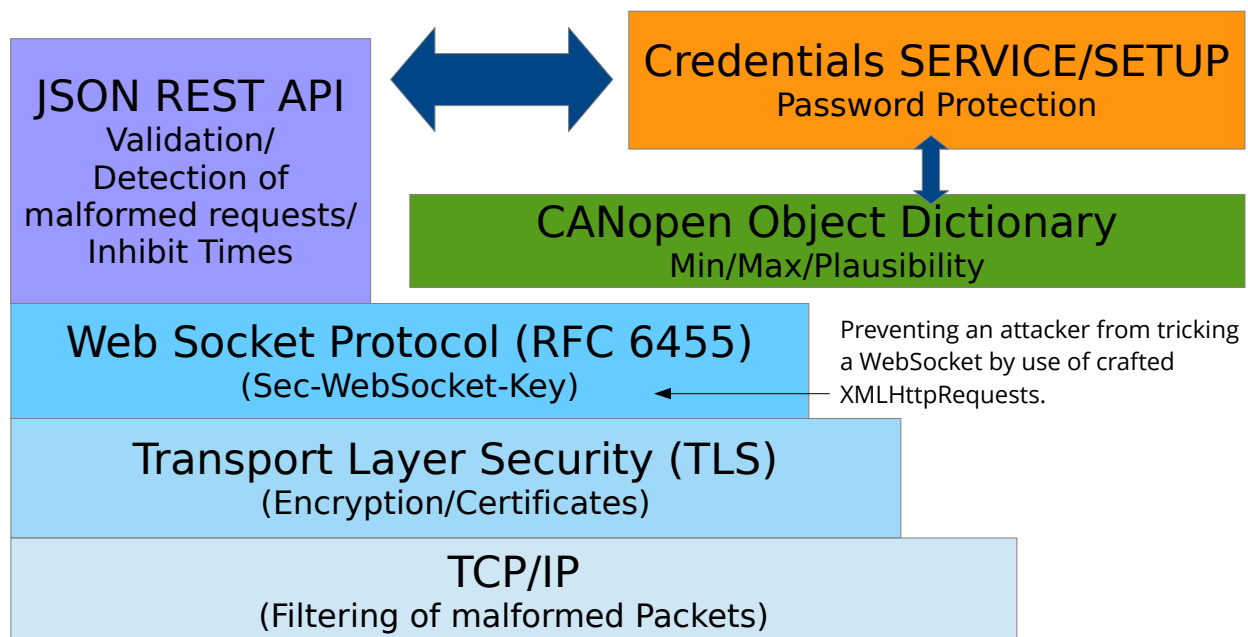 JSON REST API
Validation/
Detection of
malformed requests/
Inhibit Times
Credentials SERVICE/SETUP
Password Protection
CANopen Object Dictionary
Min/Max/Plausibility
Web Socket Protocol (RFC 6455)
(Sec-WebSocket-Key)
Preventing an attacker from tricking
a WebSocket by use of crafted
XMLHttpRequests.
Transport Layer Security (TLS)
(Encryption/Certificates)
TCP/IP
(Filtering of malformed Packets)